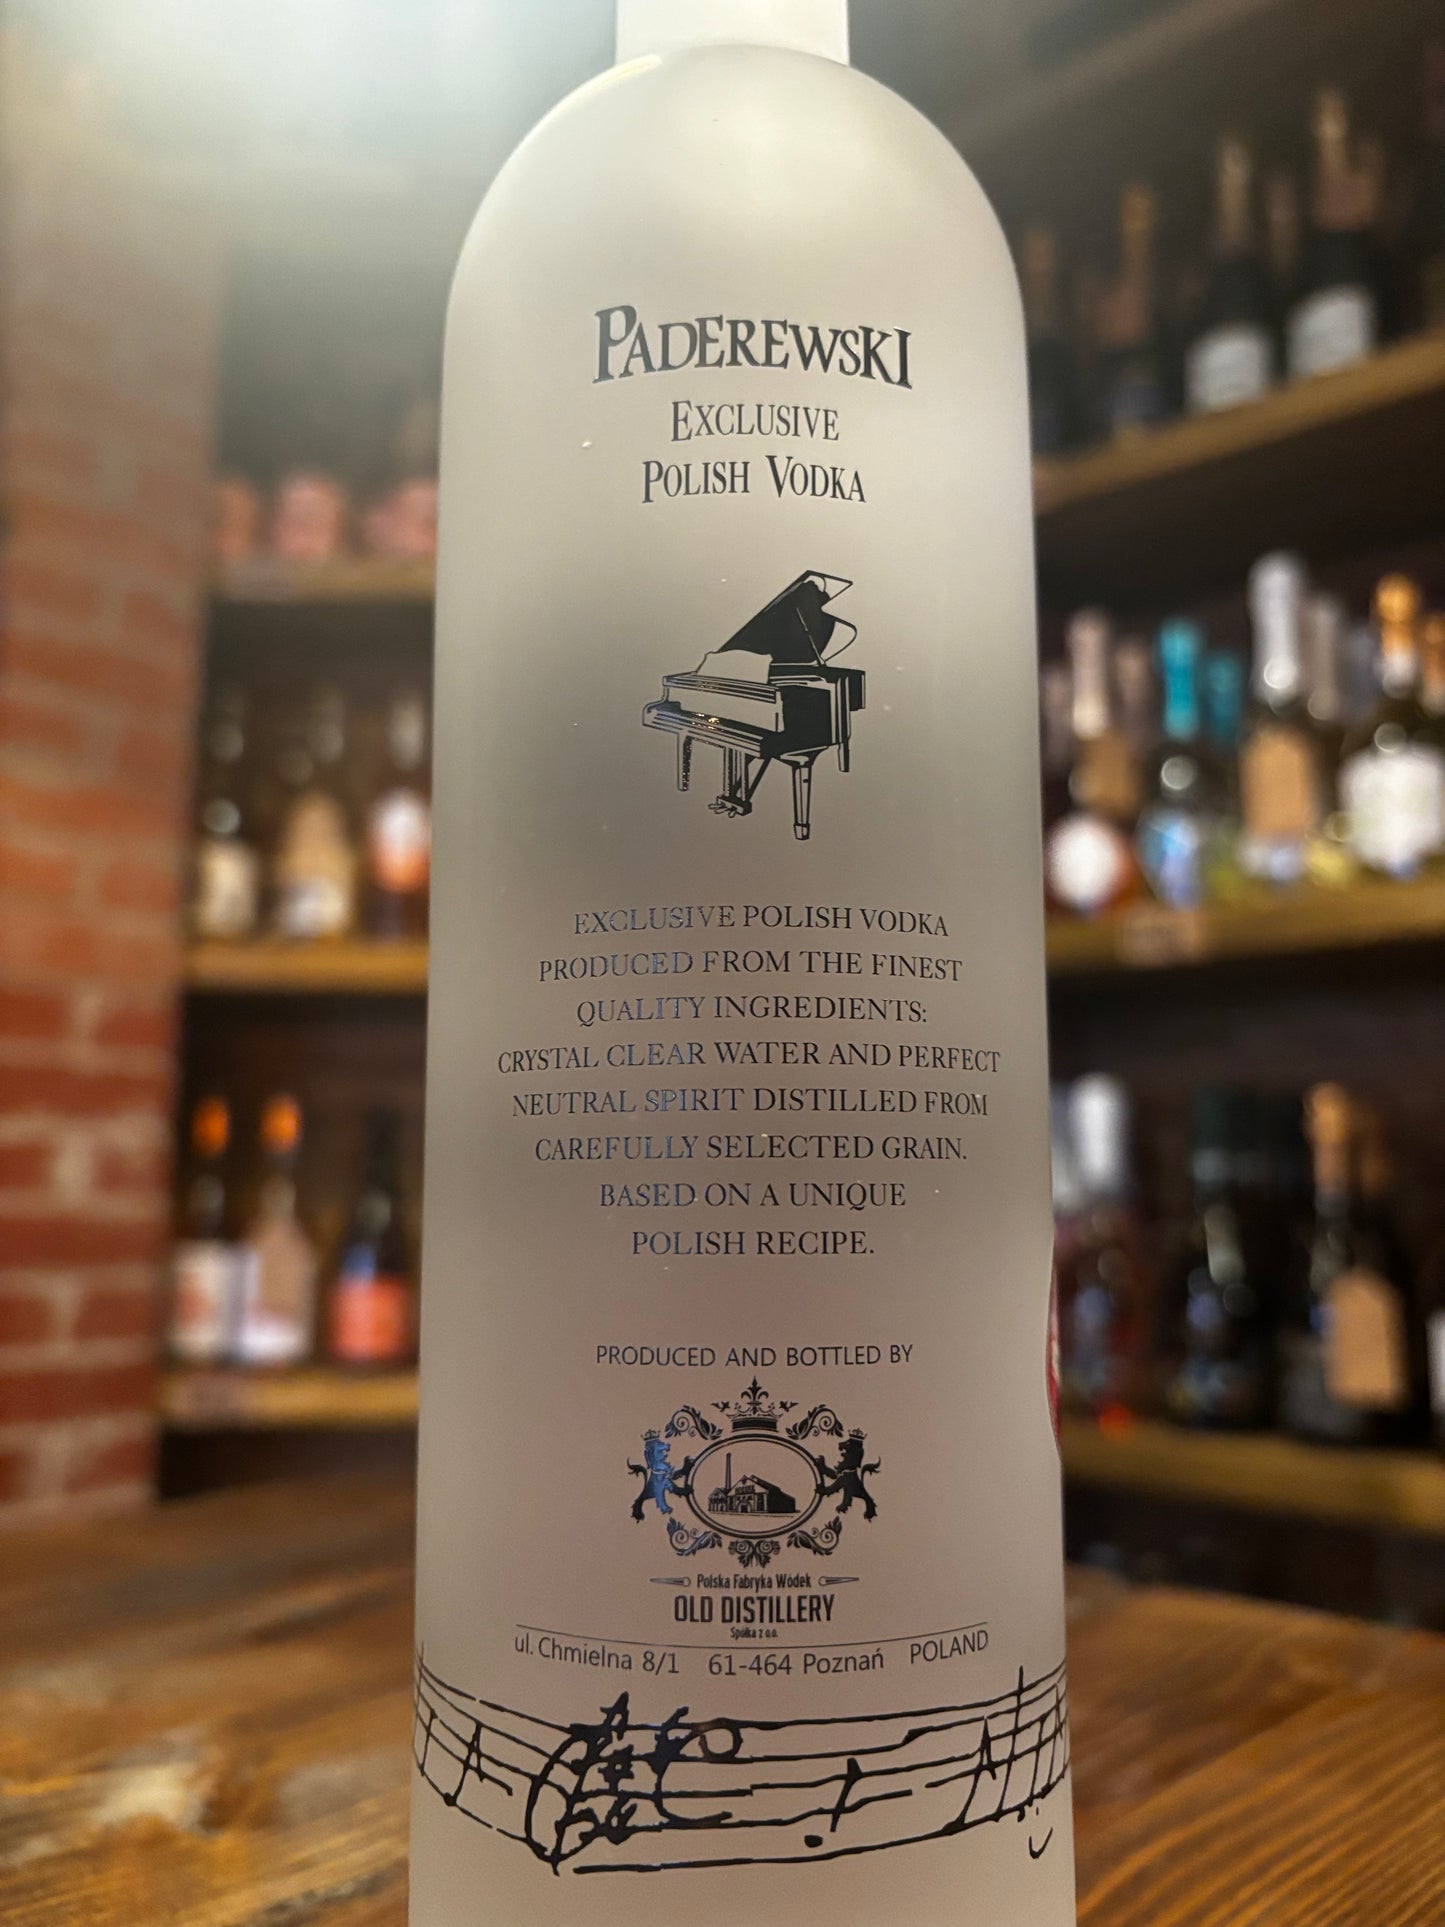 PADEREWSKI
EXCLUSIVE
POLISH VODKA
EXCLUSIVE POLISH VODKA
PRODUCED FROM THE FINEST
QUALITY INGREDIENTS:
CRYSTAL CLEAR WATER AND PERFECT
NEUTRAL SPIRIT DISTILLED FROM
CAREFULLY SELECTED GRAIN.
BASED ON A UNIQUE
POLISH RECIPE.
PRODUCED AND BOTTLED BY
Polska Fabryka Wódek
OLD DISTILLERY
Spółka z o.o.
ul. Chmielna 8/1 61-464 Poznań POLAND